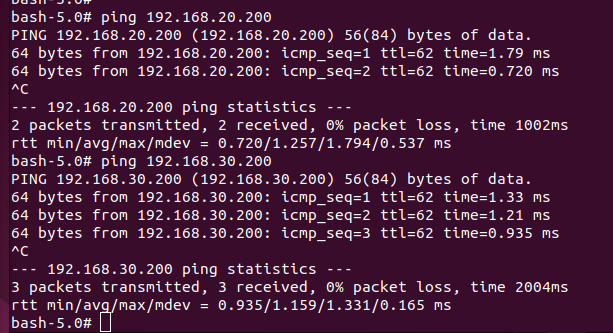 bash-5.0# ping 192.168.20.200
PING 192.168.20.200 (192.168.20.200) 56(84) bytes of data.
64 bytes from 192.168.20.200: icmp_seq=1 ttl=62 time=1.79 ms
64 bytes from 192.168.20.200: icmp_seq=2 ttl=62 time=0.720 ms
^C
--- 192.168.20.200 ping statistics ---
2 packets transmitted, 2 received, 0% packet loss, time 1002ms
rtt min/avg/max/mdev = 0.720/1.257/1.794/0.537 ms
bash-5.0# ping 192.168.30.200
PING 192.168.30.200 (192.168.30.200) 56(84) bytes of data.
64 bytes from 192.168.30.200: icmp_seq=1 ttl=62 time=1.33 ms
64 bytes from 192.168.30.200: icmp_seq=2 ttl=62 time=1.21 ms
64 bytes from 192.168.30.200: icmp_seq=3 ttl=62 time=0.935 ms
^C
--- 192.168.30.200 ping statistics ---
3 packets transmitted, 3 received, 0% packet loss, time 2004ms
rtt min/avg/max/mdev = 0.935/1.159/1.331/0.165 ms
bash-5.0#